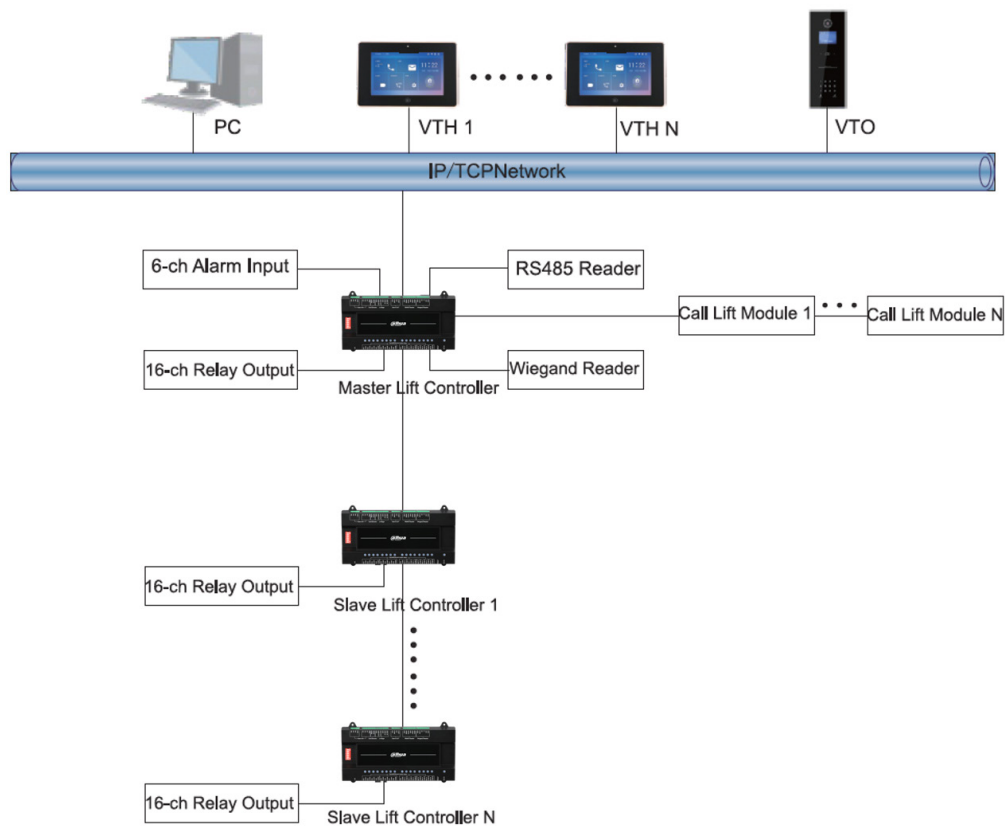 PC
VTH 1
VTH N
VTO
IP/TCPNetwork
6-ch Alarm Input
RS485 Reader
Call Lift Module 1
Call Lift Module N
16-ch Relay Output
Wiegand Reader
Master Lift Controller
16-ch Relay Output
Slave Lift Controller 1
16-ch Relay Output
Slave Lift Controller N